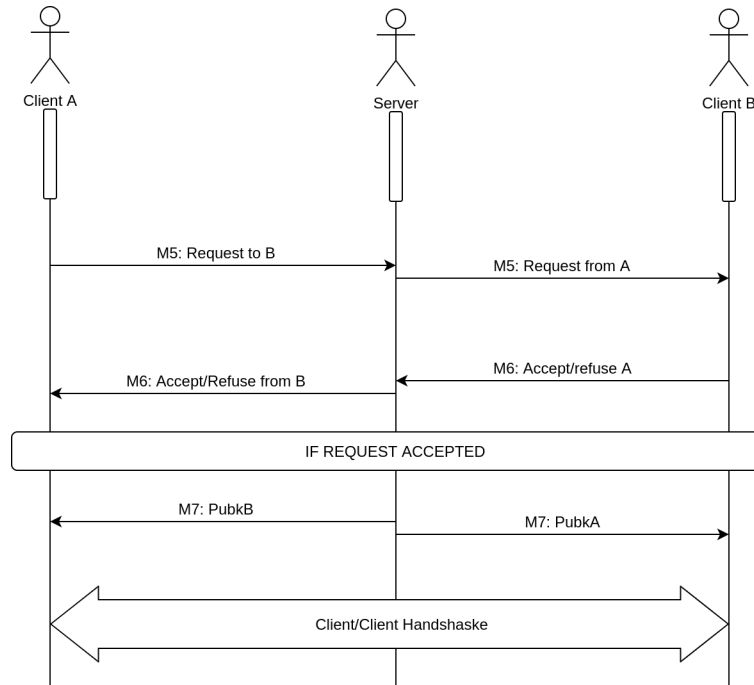 Client A
Server
Client B
M5: Request to B
M5: Request from A
M6: Accept/refuse A
M6: Accept/Refuse from B
IF REQUEST ACCEPTED
M7: PubkB
M7: PubkA
Client/Client Handshaske